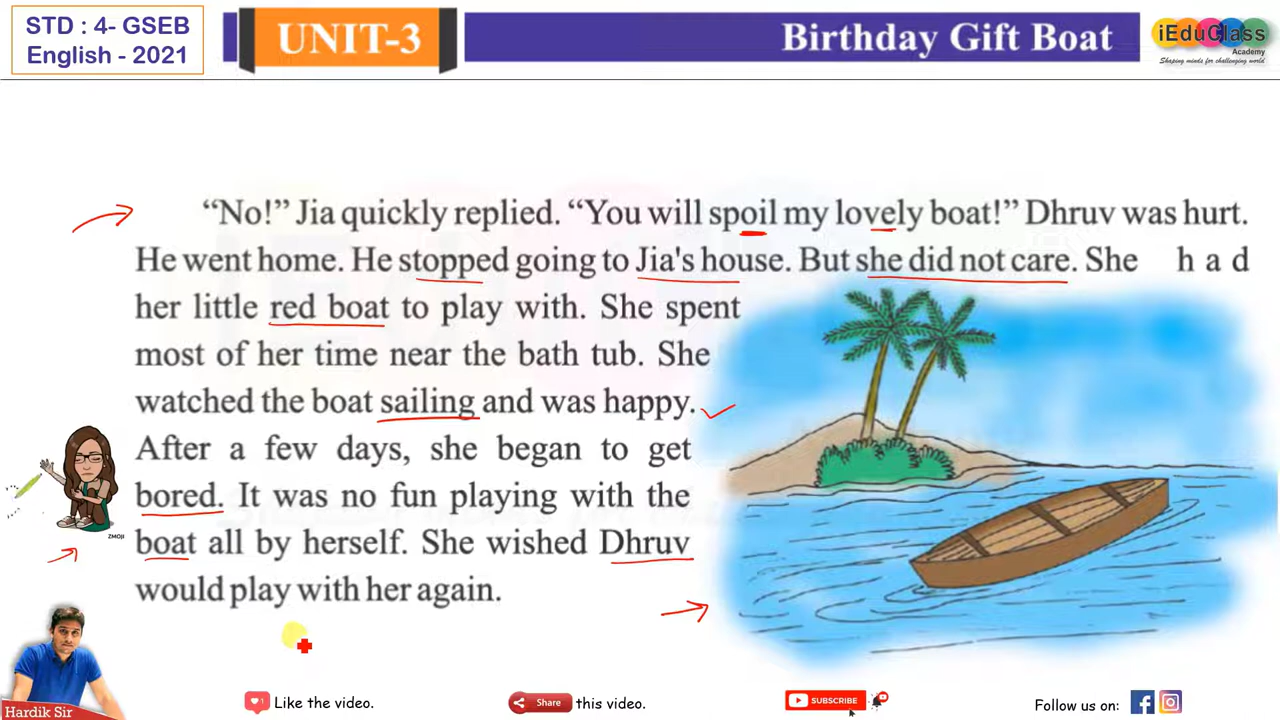 STD : 4- GSEB
English - 2021
UNIT-3
Birthday Gift Boat
iEduClass
Academy
Shaping minds for challenging world
“No!” Jia quickly replied. “You will spoil my lovely boat!” Dhruv was hurt.
He went home. He stopped going to Jia's house. But she did not care. She h a d
her little red boat to play with. She spent
most of her time near the bath tub. She
watched the boat sailing and was happy.
After a few days, she began to get
bored. It was no fun playing with the
boat all by herself. She wished Dhruv
would play with her again.
ZMOJI
Hardik Sir
Like the video.
Share this video.
SUBSCRIBE
Follow us on: